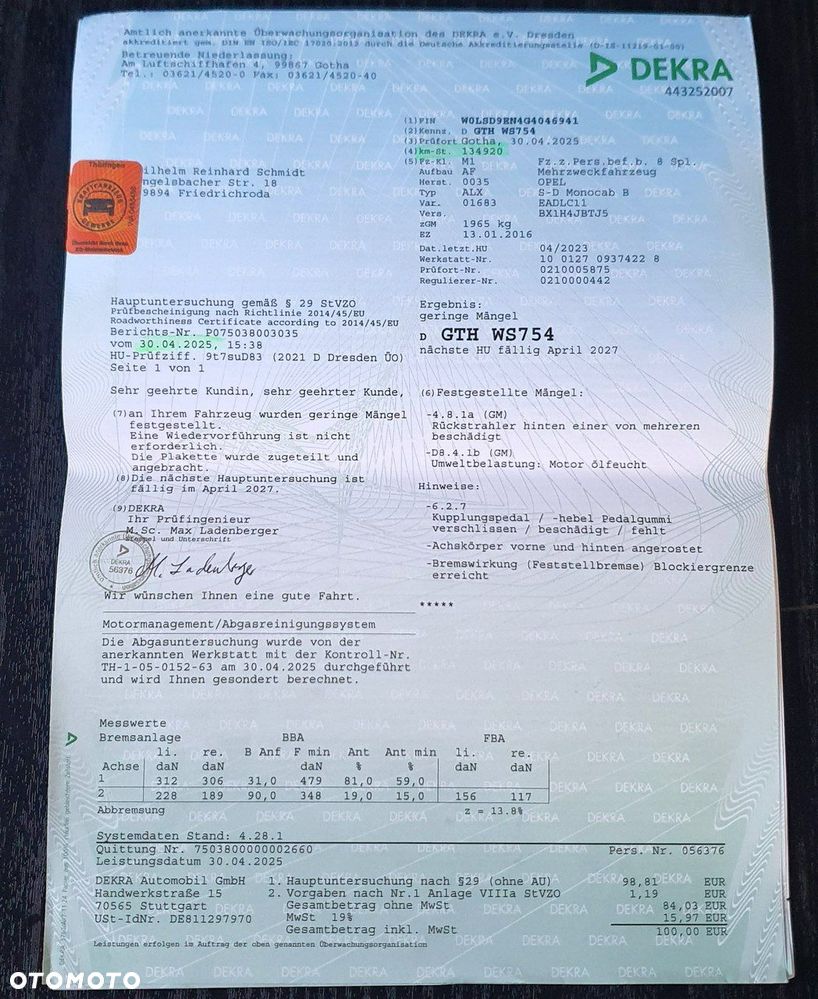 Amtlich anerkannte Überwachungsorganisation des DEKRA e.V. Dresden
akkreditiert gem. DIN EN ISO/IEC 17020:2012 durch die Deutsche Akkreditierungsstelle (D-IS-11219-01-00)
Betreuende Niederlassung:
Am Luftschiffhafen 4, 99867 Gotha
Tel.: 03621/4520-0 Fax: 03621/4520-40
DEKRA
443252007
(1) FIN W0LSD9EN4G4046941
(2) Kennz. D GTH WS754
(3) Prüfort Gotha, 30.04.2025
(4) km-St. 134920
(5) Fz-Kl. M1 Fz.z.Pers.bef.b. 8 Spl.
Aufbau AF Mehrzweckfahrzeug
Herst. 0035 OPEL
Typ ALX S-D Monocab B
Var. 01683 EADLC11
Vers. BX1H4JBTJ5
zGM 1965 kg
EZ 13.01.2016
Dat.letzt.HU 04/2023
Werkstatt-Nr. 10 0127 0937422 8
Prüfort-Nr. 0210005875
Regulierer-Nr. 0210000442
Thüringen
KRAFTFAHRZEUG
GEWERBE
ilhelm Reinhard Schmidt
ngelsbacher Str. 18
9894 Friedrichroda
Hauptuntersuchung gemäß § 29 StVZO
Prüfbescheinigung nach Richtlinie 2014/45/EU
Roadworthiness Certificate according to 2014/45/EU
Berichts-Nr. P075038003035
vom 30.04.2025, 15:38
HU-Prüfziff. 9t7suD83 (2021 D Dresden ÜO)
Seite 1 von 1
Ergebnis:
geringe Mängel
D GTH WS754
nächste HU fällig April 2027
Sehr geehrte Kundin, sehr geehrter Kunde,
(7) an Ihrem Fahrzeug wurden geringe Mängel
festgestellt.
Eine Wiedervorführung ist nicht
erforderlich.
Die Plakette wurde zugeteilt und
angebracht.
(8) Die nächste Hauptuntersuchung ist
fällig im April 2027.
(9) DEKRA
Ihr Prüfingenieur
M.Sc. Max Ladenberger
Stempel und Unterschrift
DEKRA
56376
M. Ladenberger
Wir wünschen Ihnen eine gute Fahrt.
(6) Festgestellte Mängel:
-4.8.1a (GM)
Rückstrahler hinten einer von mehreren
beschädigt
-D8.4.1b (GM)
Umweltbelastung: Motor ölfeucht
Hinweise:
-6.2.7
Kupplungspedal / -hebel Pedalgummi
verschlissen / beschädigt / fehlt
-Achskörper vorne und hinten angerostet
-Bremswirkung (Feststellbremse) Blockiergrenze
erreicht
*****
Motormanagement/Abgasreinigungssystem
Die Abgasuntersuchung wurde von der
anerkannten Werkstatt mit der Kontroll-Nr.
TH-1-05-0152-63 am 30.04.2025 durchgeführt
und wird Ihnen gesondert berechnet.
Messwerte
Bremsanlage BBA FBA
li. re. B Anf F min Ant Ant min li. re.
Achse daN daN daN % % daN daN
1 312 306 31,0 479 81,0 59,0
2 228 189 90,0 348 19,0 15,0 156 117
Abbremsung z = 13.8%
Systemdaten Stand: 4.28.1
Quittung Nr. 7503800000002660 Pers. Nr. 056376
Leistungsdatum 30.04.2025
DEKRA Automobil GmbH 1. Hauptuntersuchung nach §29 (ohne AU) 98,81 EUR
Handwerkstraße 15 2. Vorgaben nach Nr.1 Anlage VIIIa StVZO 1,19 EUR
70565 Stuttgart Gesamtbetrag ohne MwSt 84,03 EUR
USt-IdNr. DE811297970 MwSt 19% 15,97 EUR
Gesamtbetrag inkl. MwSt 100,00 EUR
Leistungen erfolgen im Auftrag der oben genannten Überwachungsorganisation
OTOMOTO